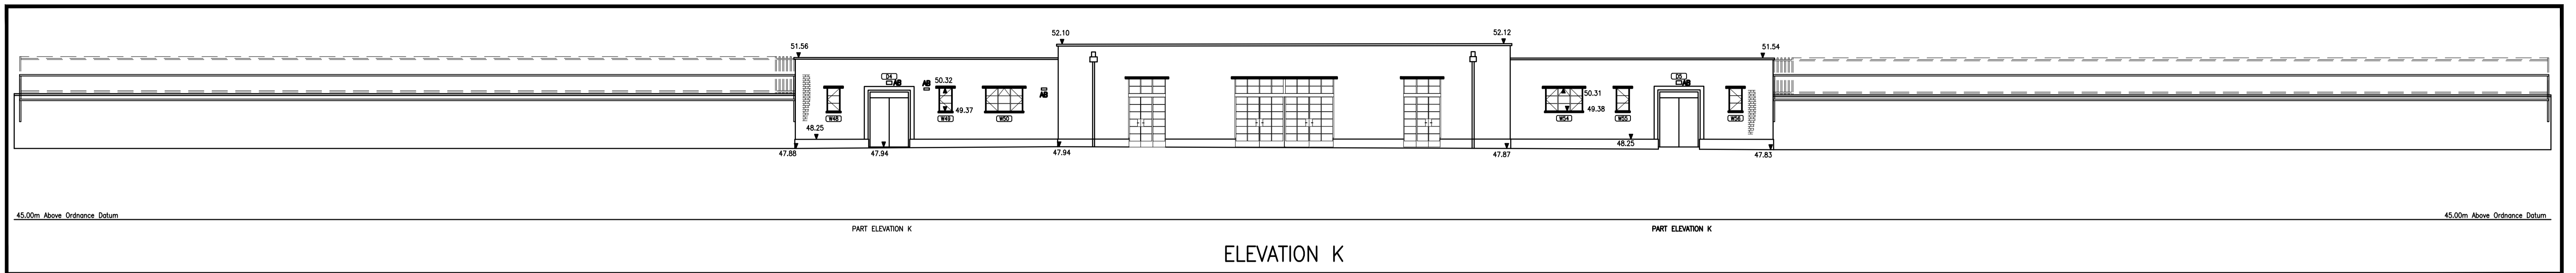 52.10
52.12
51.56
51.54
D4
AB
AB
50.32
AB
49.37
W48
W49
W50
48.25
47.88
47.94
47.94
D5
AB
50.31
49.38
W54
W55
W56
48.25
47.87
47.83
45.00m Above Ordnance Datum
45.00m Above Ordnance Datum
PART ELEVATION K
PART ELEVATION K
ELEVATION K